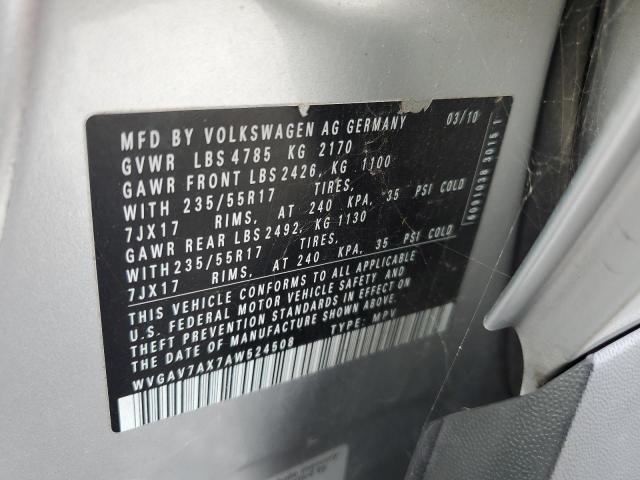 MFD BY VOLKSWAGEN AG GERMANY 03/10
GVWR LBS 4785 KG 2170
GAWR FRONT LBS 2426, KG 1100
WITH 235/55R17 TIRES,
7JX17 RIMS, AT 240 KPA, 35 PSI COLD
GAWR REAR LBS 2492, KG 1130
WITH 235/55R17 TIRES,
7JX17 RIMS, AT 240 KPA, 35 PSI COLD
THIS VEHICLE CONFORMS TO ALL APPLICABLE
U.S. FEDERAL MOTOR VEHICLE SAFETY AND
THEFT PREVENTION STANDARDS IN EFFECT ON
THE DATE OF MANUFACTURE SHOWN ABOVE.
WVGAV7AX7AW524508 TYPE: MPV